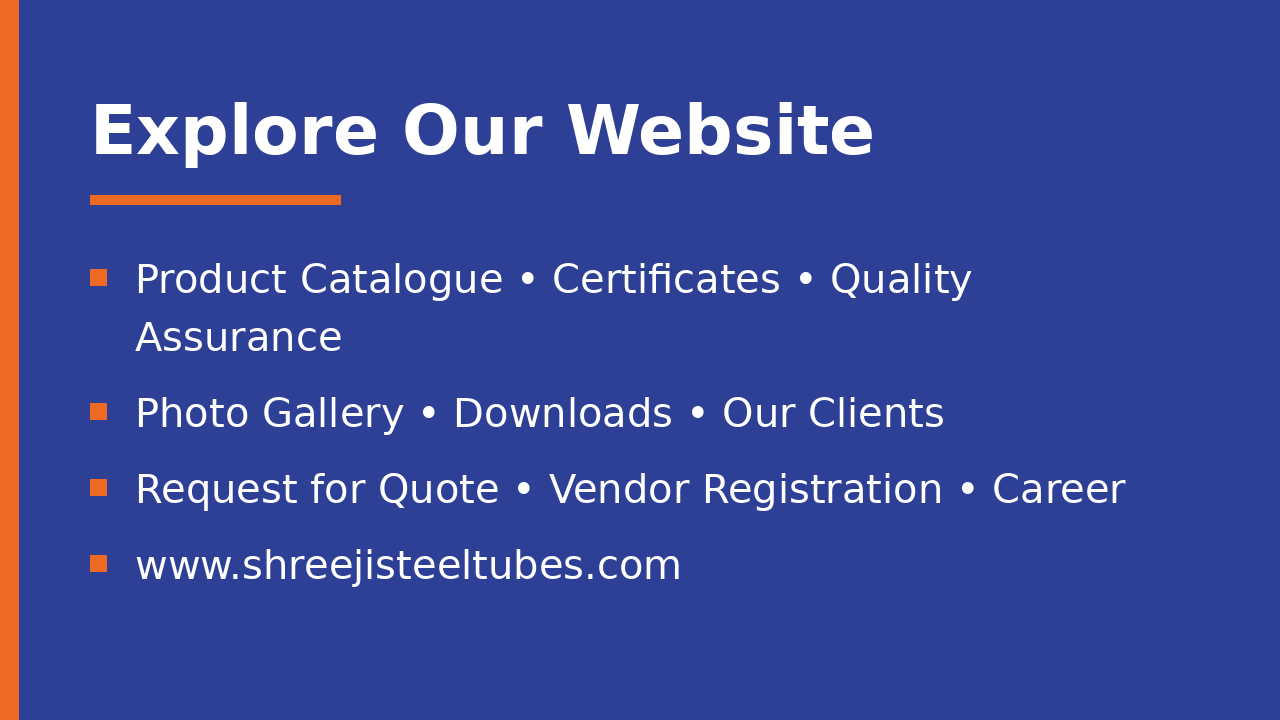 Explore Our Website
Product Catalogue • Certificates • Quality
Assurance
Photo Gallery • Downloads • Our Clients
Request for Quote • Vendor Registration • Career
www.shreejisteeltubes.com